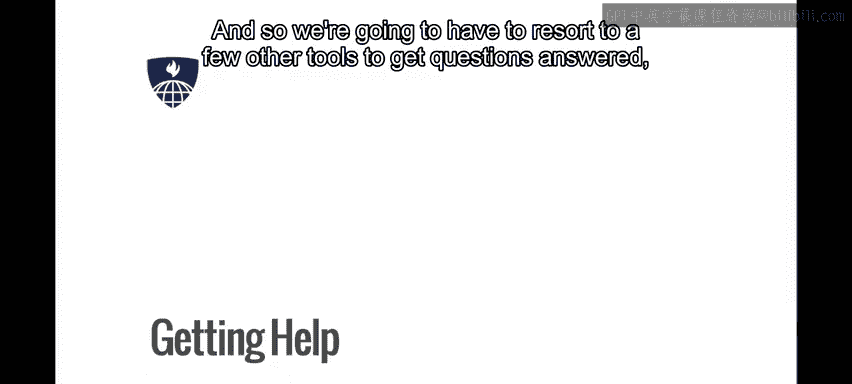 And so we're going to have to resort to a
few other tools to get questions answered,
Getting Help